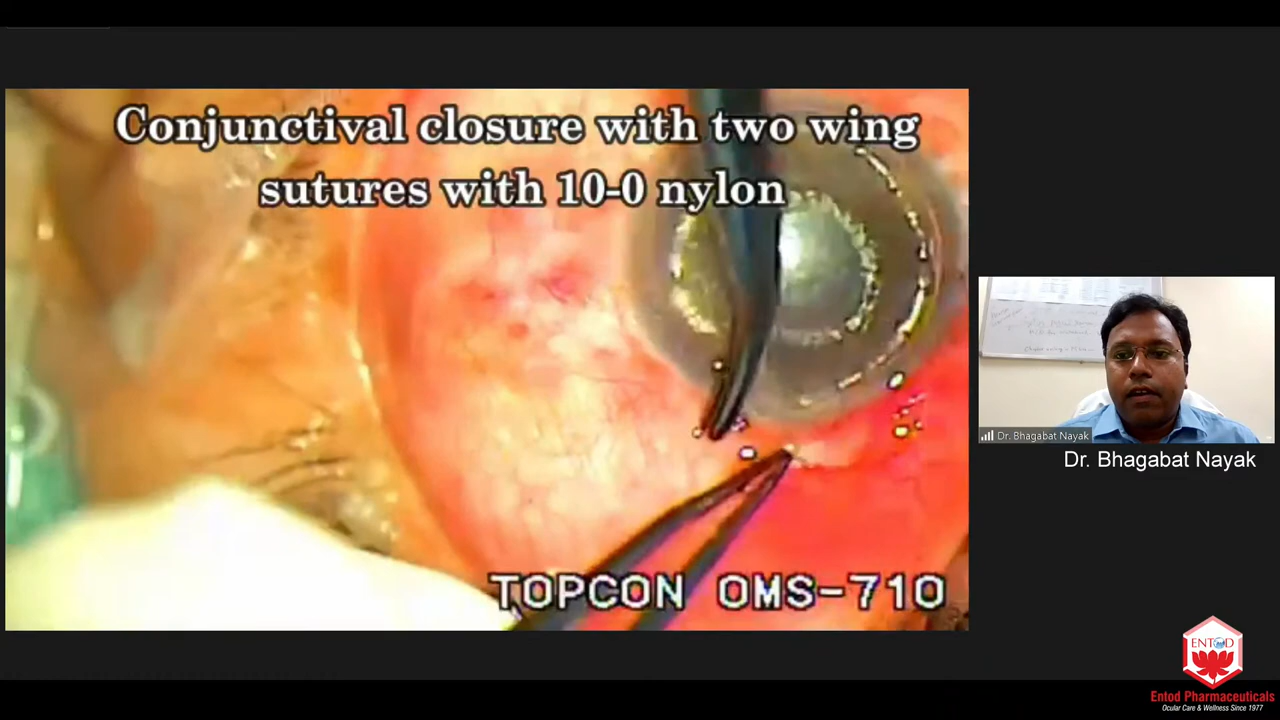 Conjunctival closure with two wing
sutures with 10-0 nylon
TOPCON OMS-710
Dr. Bhagabat Nayak
Dr. Bhagabat Nayak
ENTOD
Entod Pharmaceuticals
Ocular Care & Wellness Since 1977